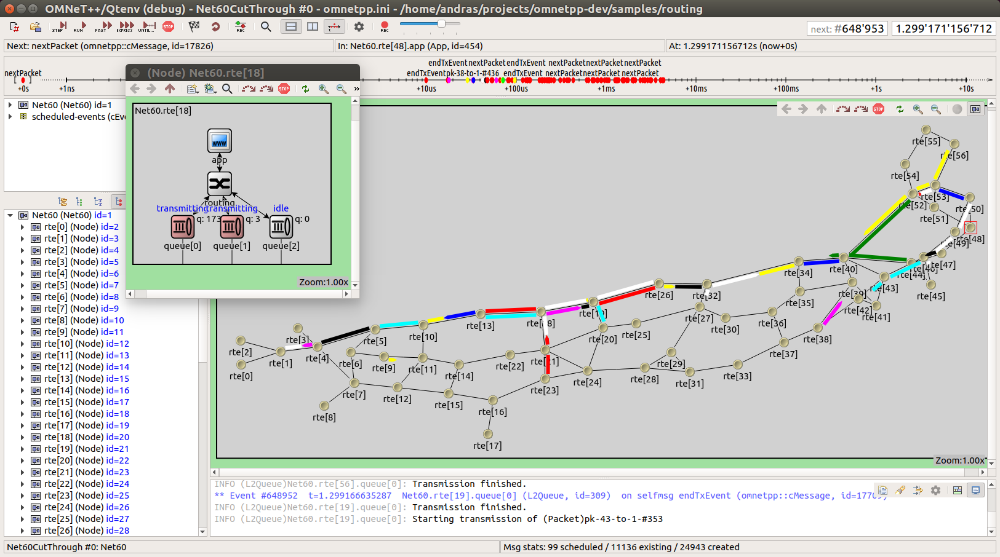 OMNeT++/Qtenv (debug) - Net60CutThrough #0 - omnetpp.ini - /home/andras/projects/omnetpp-dev/samples/routing
STEP RUN FAST EXPRESS UNTIL... STOP REC REC
next: #648'953 1.299'171'156'712
Next: nextPacket (omnetpp::cMessage, id=17826) In: Net60.rte[48].app (App, id=454) At: 1.299171156712s (now+0s)
endTxEvent nextPacket endTxEvent nextPacket nextPacket nextPacket
nextPacket endTxEvent pk-38-to-1-#436 endTxEvent nextPacket nextPacket nextPacket
+0s +1ns +10us +100us +1ms +10ms +100ms +1s +10s
Net60 (Net60) id=1
scheduled-events (cEve
(Node) Net60.rte[18]
STOP
Net60.rte[18]
app
routing
transmitting transmitting idle
q: 173 q: 3 q: 0
queue[0] queue[1] queue[2]
Zoom:1.00x
Net60 (Net60) id=1
rte[0] (Node) id=2
rte[1] (Node) id=3
rte[2] (Node) id=4
rte[3] (Node) id=5
rte[4] (Node) id=6
rte[5] (Node) id=7
rte[6] (Node) id=8
rte[7] (Node) id=9
rte[8] (Node) id=10
rte[9] (Node) id=11
rte[10] (Node) id=12
rte[11] (Node) id=13
rte[12] (Node) id=14
rte[13] (Node) id=15
rte[14] (Node) id=16
rte[15] (Node) id=17
rte[16] (Node) id=18
rte[17] (Node) id=19
rte[18] (Node) id=20
rte[19] (Node) id=21
rte[20] (Node) id=22
rte[21] (Node) id=23
rte[22] (Node) id=24
rte[23] (Node) id=25
rte[24] (Node) id=26
rte[25] (Node) id=27
rte[26] (Node) id=28
STOP
rte[55]
rte[56]
rte[54]
rte[53]
rte[52]
rte[50]
rte[51]
rte[48]
rte[49]
rte[47]
rte[46]
rte[44]
rte[40]
rte[34]
rte[43]
rte[45]
rte[39]
rte[42]
rte[41]
rte[26]
rte[32]
rte[35]
rte[19]
rte[18]
rte[13]
rte[27]
rte[36]
rte[30]
rte[38]
rte[10]
rte[5]
rte[3]
rte[25]
rte[20]
rte[37]
rte[2]
rte[1]
rte[4]
rte[6]
rte[9]
rte[11]
rte[22]
rte[21]
rte[29]
rte[0]
rte[14]
rte[28]
rte[31]
rte[33]
rte[24]
rte[23]
rte[7]
rte[12]
rte[15]
rte[16]
rte[8]
rte[17]
Zoom:1.00x
INFO (L2Queue)Net60.rte[56].queue[0]: Transmission finished.
** Event #648952 t=1.299166635287 Net60.rte[19].queue[0] (L2Queue, id=309) on selfmsg endTxEvent (omnetpp::cMessage, id=17709)
INFO (L2Queue)Net60.rte[19].queue[0]: Transmission finished.
INFO (L2Queue)Net60.rte[19].queue[0]: Starting transmission of (Packet)pk-43-to-1-#353
Net60CutThrough #0: Net60 Msg stats: 99 scheduled / 11136 existing / 24943 created